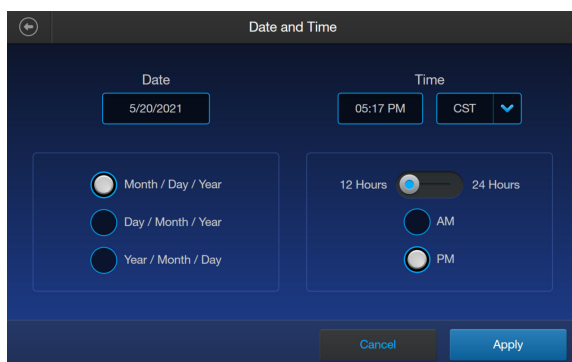 Date and Time
Date
Time
5/20/2021
05:17 PM
CST
Month / Day / Year
Day / Month / Year
Year / Month / Day
12 Hours
24 Hours
AM
PM
Cancel
Apply